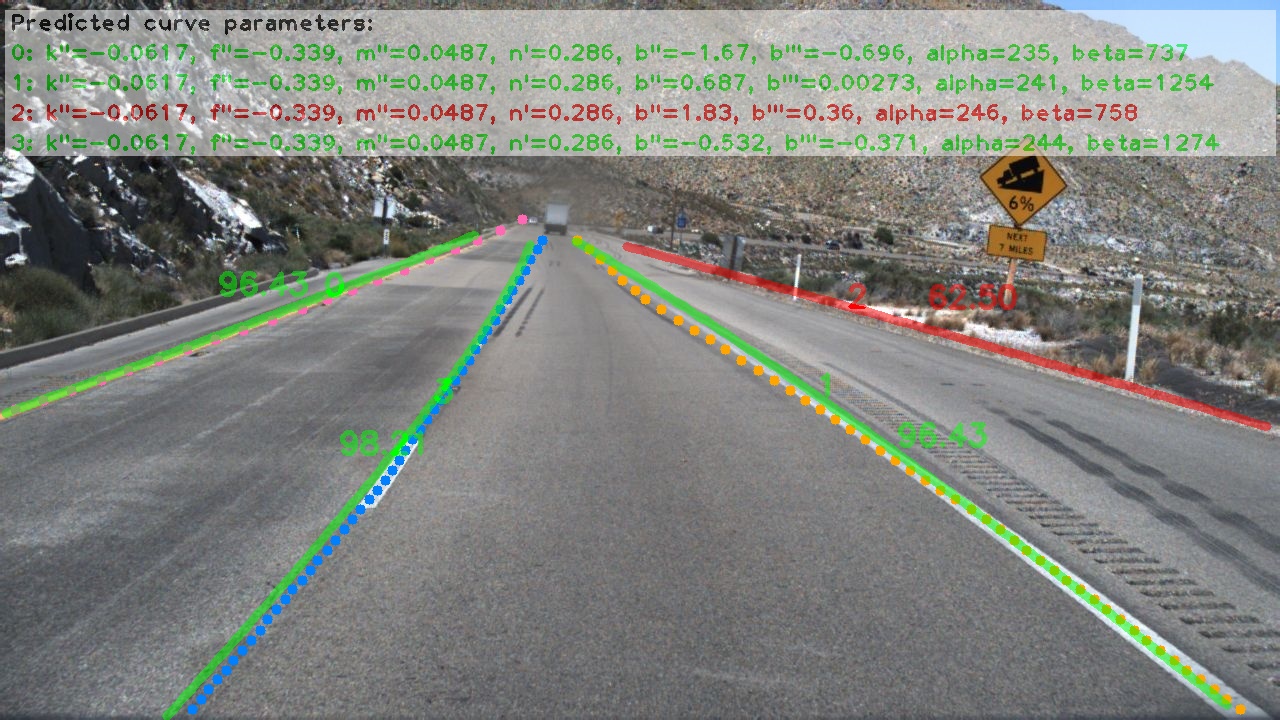 Predicted curve parameters:
0: k''=-0.0617, f''=-0.339, m''=0.0487, n'=0.286, b''=-1.67, b'''=-0.696, alpha=235, beta=737
1: k''=-0.0617, f''=-0.339, m''=0.0487, n'=0.286, b''=0.687, b'''=0.00273, alpha=241, beta=1254
2: k''=-0.0617, f''=-0.339, m''=0.0487, n'=0.286, b''=1.83, b'''=0.36, alpha=246, beta=758
3: k''=-0.0617, f''=-0.339, m''=0.0487, n'=0.286, b''=-0.532, b'''=-0.371, alpha=244, beta=1274
6%
NEXT
7 MILES
96.43 0
2 62.50
3
1
96.43